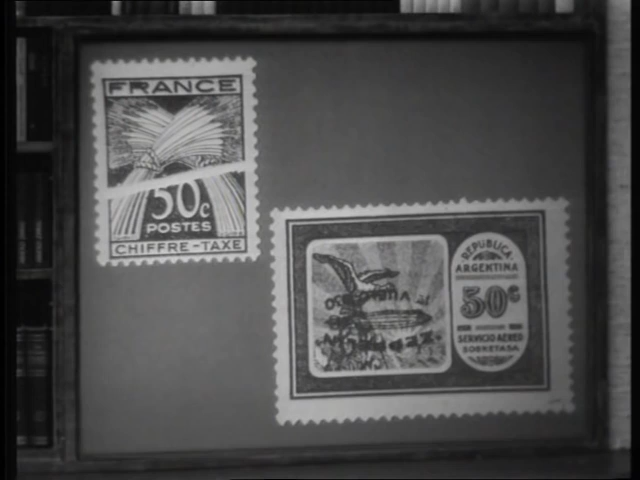 FRANCE
50c
POSTES
CHIFFRE-TAXE
REPUBLICA
ARGENTINA
50c
SERVICIO AEREO
SOBRETASA